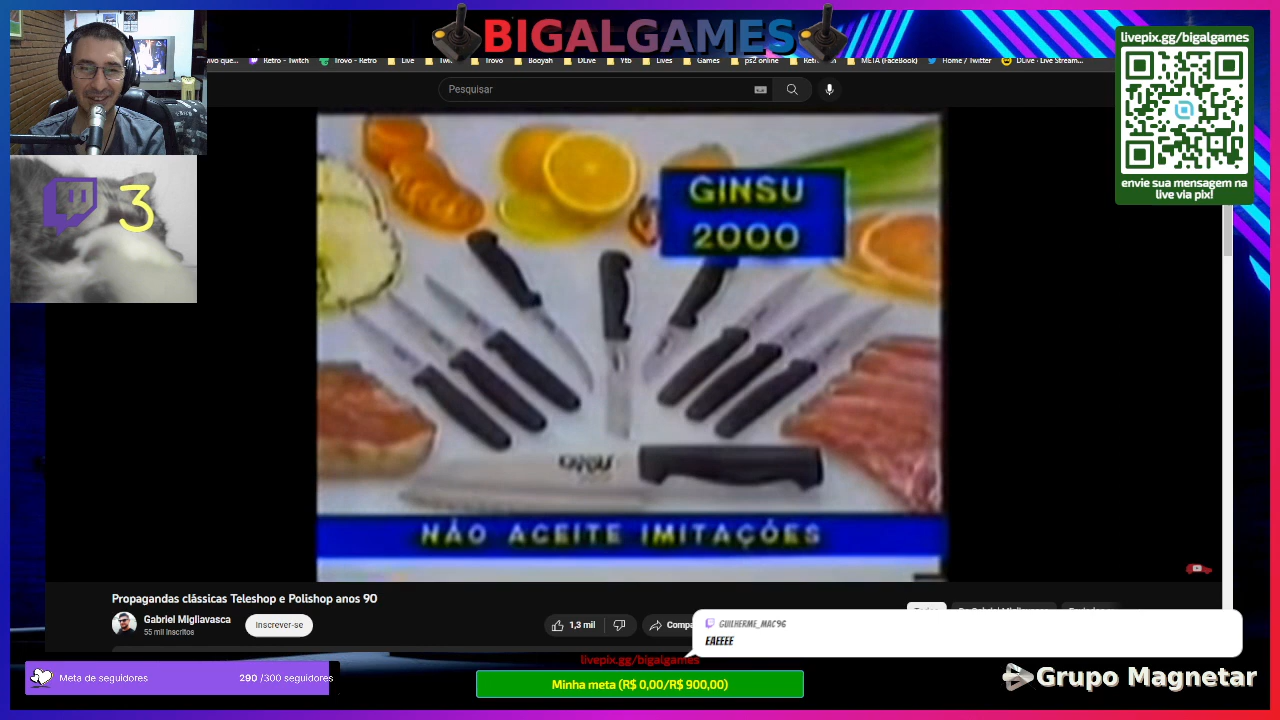 BIGALGAMES
livepix.gg/bigalgames
envie sua mensagem na
live via pix!
Retro - Twitch
Trovo - Retro
Live
Trovo
Booyah
DLive
Ytb
Lives
Games
ps2 online
META (FaceBook)
Home / Twitter
DLive · Live Stream...
Pesquisar
3
GINSU
2000
GINSU
NÃO ACEITE IMITAÇÕES
Propagandas clássicas Teleshop e Polishop anos 90
Gabriel Migliavasca
55 mil inscritos
Inscrever-se
1,3 mil
GUILHERME_MAC96
EAEEEE
livepix.gg/bigalgames
Meta de seguidores
290 /300 seguidores
Minha meta (R$ 0,00/R$ 900,00)
Grupo Magnetar